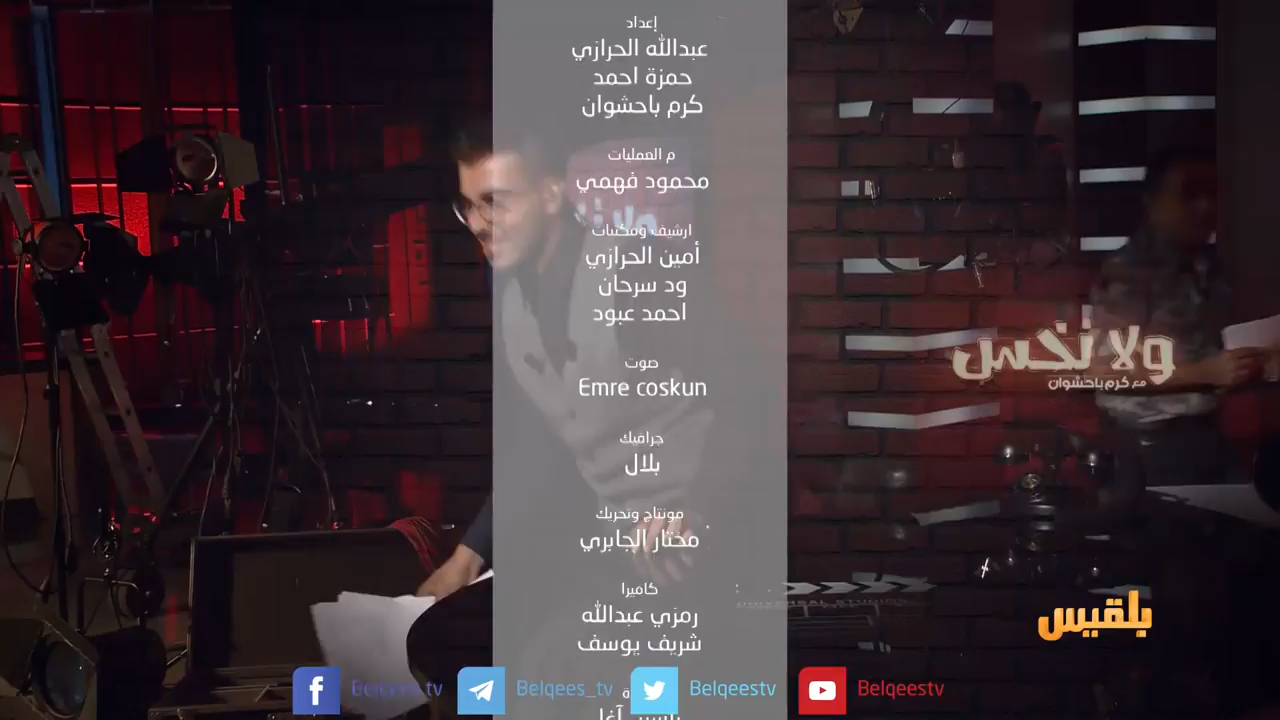 إعداد
عبدالله الحرازي
حمزة احمد
كرم باحشوان
م العمليات
محمود فهمي
ارشيف ومكتبات
أمين الحرازي
ود سرحان
احمد عبود
صوت
Emre coskun
جرافيك
بلال
مونتاج وتحريك
مختار الجابري
كاميرا
رمزي عبدالله
شريف يوسف
آغا
ولا نخس
مع كرم باحشوان
بلقيس
Belqees_tv
Belqees_tv
Belqeestv
Belqeestv